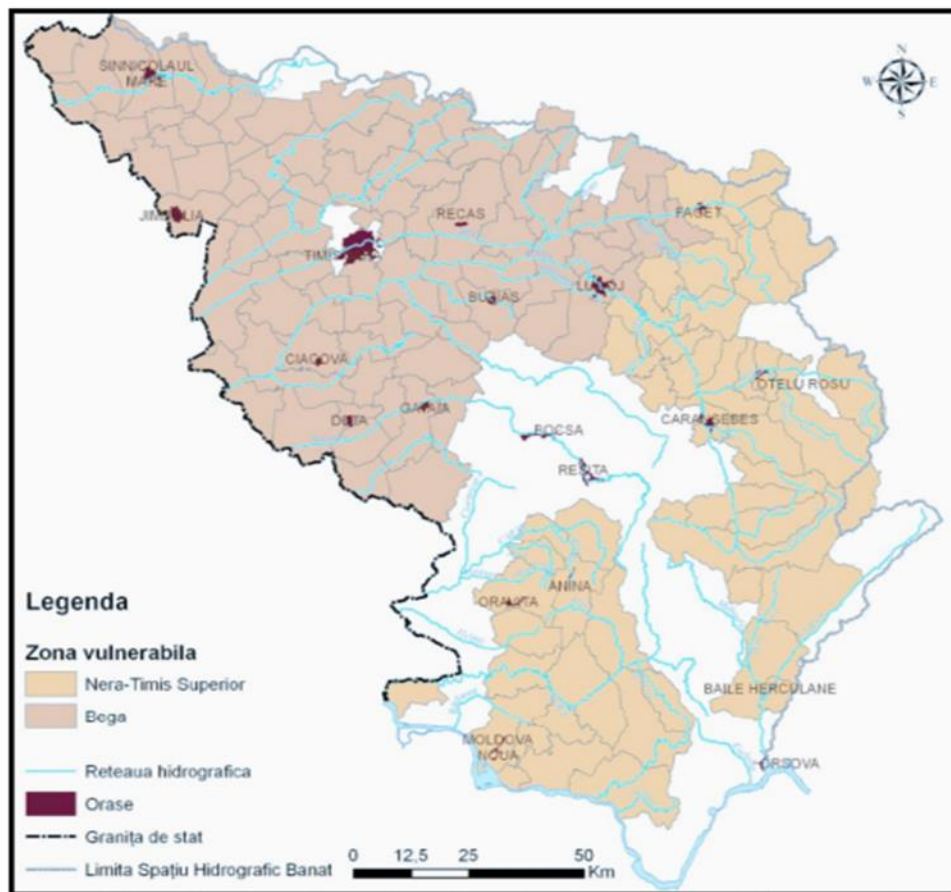 N
W
E
S
SINNICOLAUL
MARE
JIMBOLIA
RECAS
FAGET
TIMISOARA
LUGOJ
BUZIAS
CIACOVA
OTELU ROSU
DETA
GATAIA
CARANSEBES
BOCSA
RESITA
ANINA
ORAVITA
BAILE HERCULANE
MOLDOVA
NOUA
ORSOVA
Legenda
Zona vulnerabila
Nera-Timis Superior
Bega
Reteaua hidrografica
Orase
Granița de stat
Limita Spațiu Hidrografic Banat
0 12,5 25 50
Km